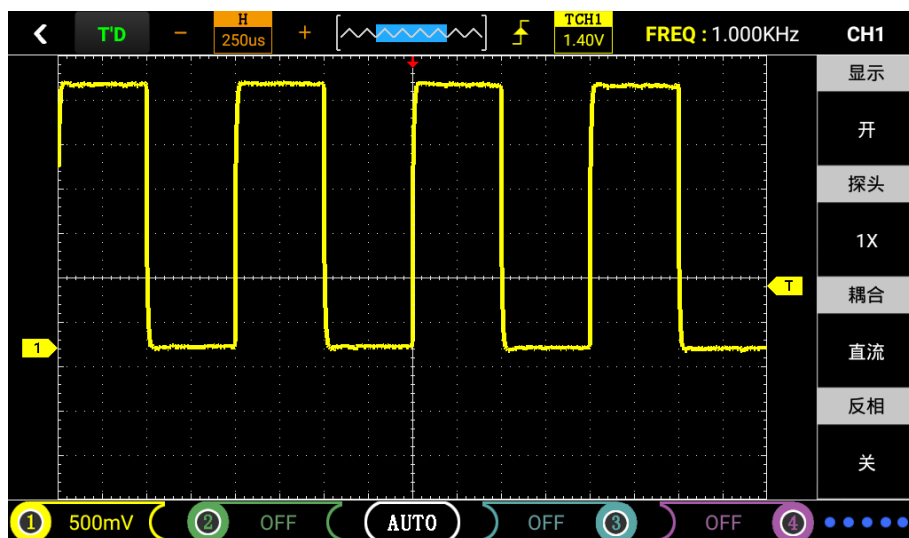 T'D
H
250us
TCH1
1.40V
FREQ : 1.000KHz
CH1
显示
开
探头
1X
T
耦合
1
直流
反相
关
1 500mV
2 OFF
AUTO
OFF 3
OFF 4